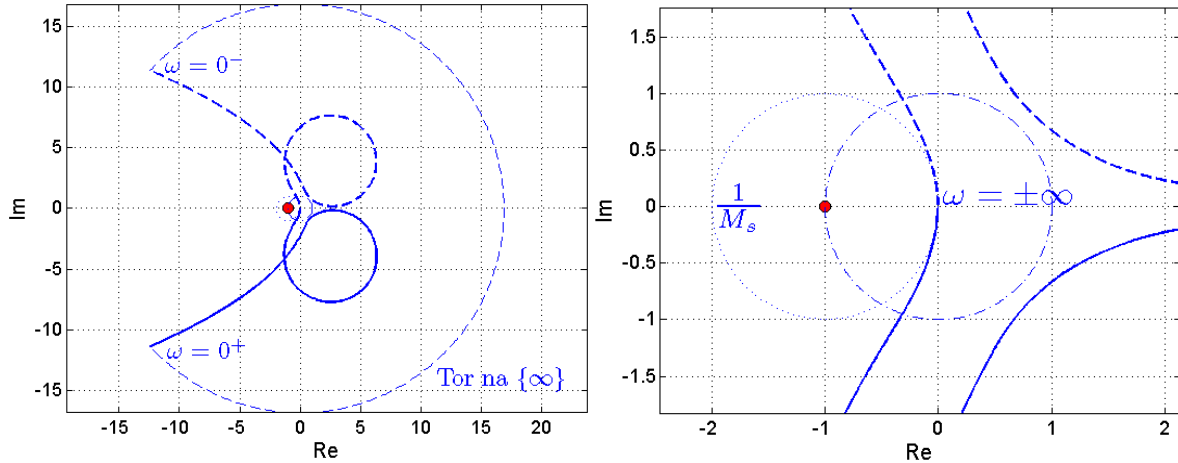 15
10
5
0
-5
-10
-15
Im
-15 -10 -5 0 5 10 15 20
Re
ω = 0⁻
ω = 0⁺
Tor na {∞}
1.5
1
0.5
0
-0.5
-1
-1.5
Im
-2 -1 0 1 2
Re
1
M_s
ω = ±∞